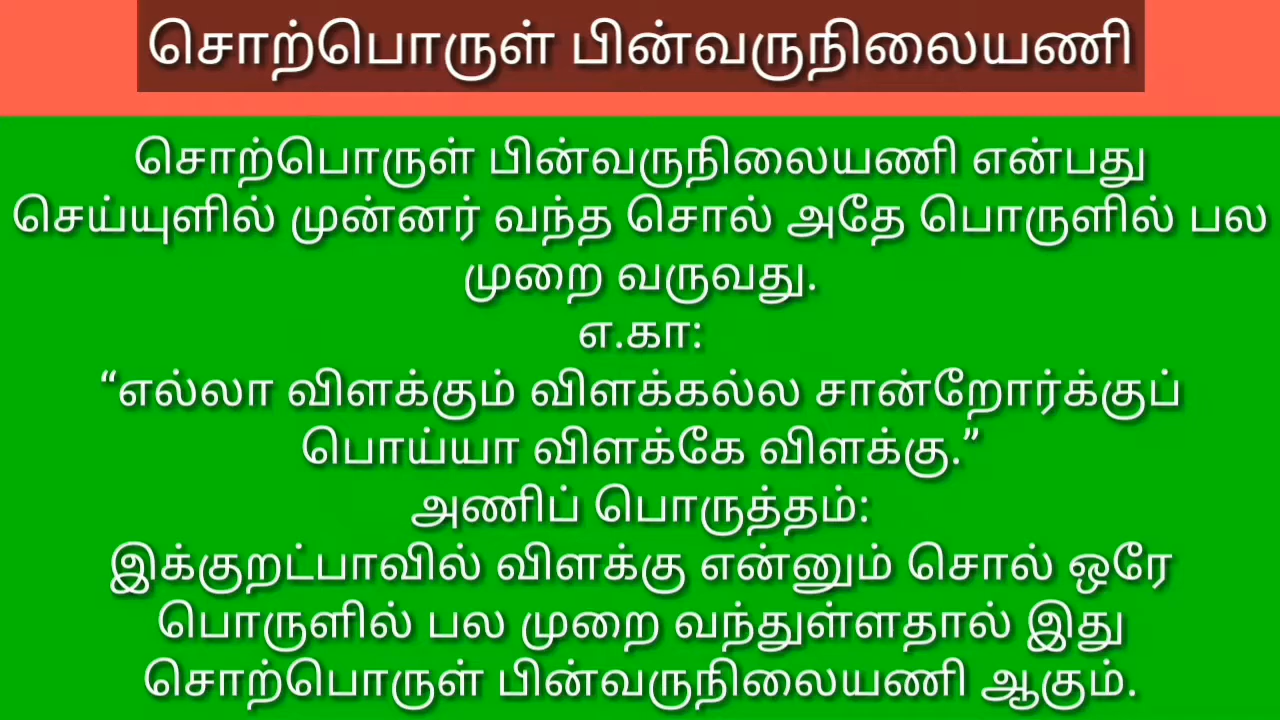 சொற்பொருள் பின்வருநிலையணி
சொற்பொருள் பின்வருநிலையணி என்பது
செய்யுளில் முன்னர் வந்த சொல் அதே பொருளில் பல
முறை வருவது.
எ.கா:
“எல்லா விளக்கும் விளக்கல்ல சான்றோர்க்குப்
பொய்யா விளக்கே விளக்கு.”
அணிப் பொருத்தம்:
இக்குறட்பாவில் விளக்கு என்னும் சொல் ஒரே
பொருளில் பல முறை வந்துள்ளதால் இது
சொற்பொருள் பின்வருநிலையணி ஆகும்.